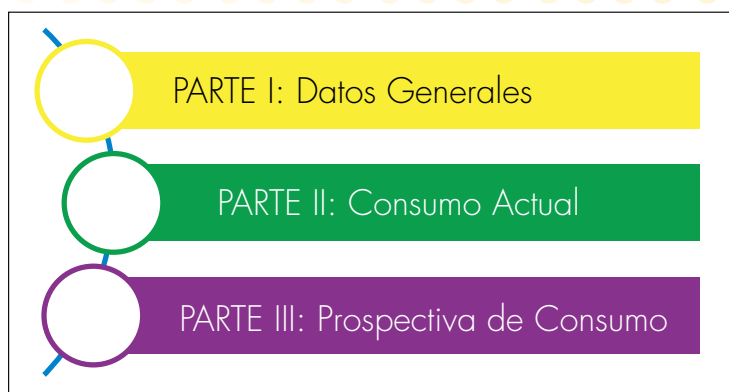 PARTE I: Datos Generales
PARTE II: Consumo Actual
PARTE III: Prospectiva de Consumo